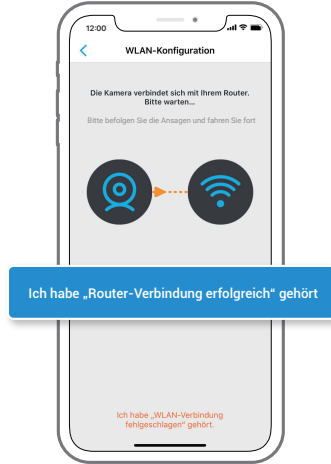 12:00
WLAN-Konfiguration
Die Kamera verbindet sich mit Ihrem Router.
Bitte warten...
Bitte befolgen Sie die Ansagen und fahren Sie fort
Ich habe „Router-Verbindung erfolgreich“ gehört
Ich habe „WLAN-Verbindung
fehlgeschlagen“ gehört.